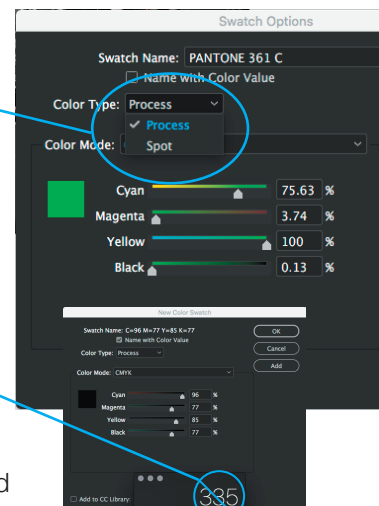 Swatch Options
Swatch Name: PANTONE 361 C
Name with Color Value
Color Type: Process
Process
Color Mode:
Spot
Cyan 75.63 %
Magenta 3.74 %
Yellow 100 %
Black 0.13 %
New Color Swatch
Swatch Name: C=96 M=77 Y=85 K=77
OK
Name with Color Value
Cancel
Color Type: Process
Add
Color Mode: CMYK
Cyan 96 %
Magenta 77 %
Yellow 85 %
Black 77 %
Add to CC Library:
335